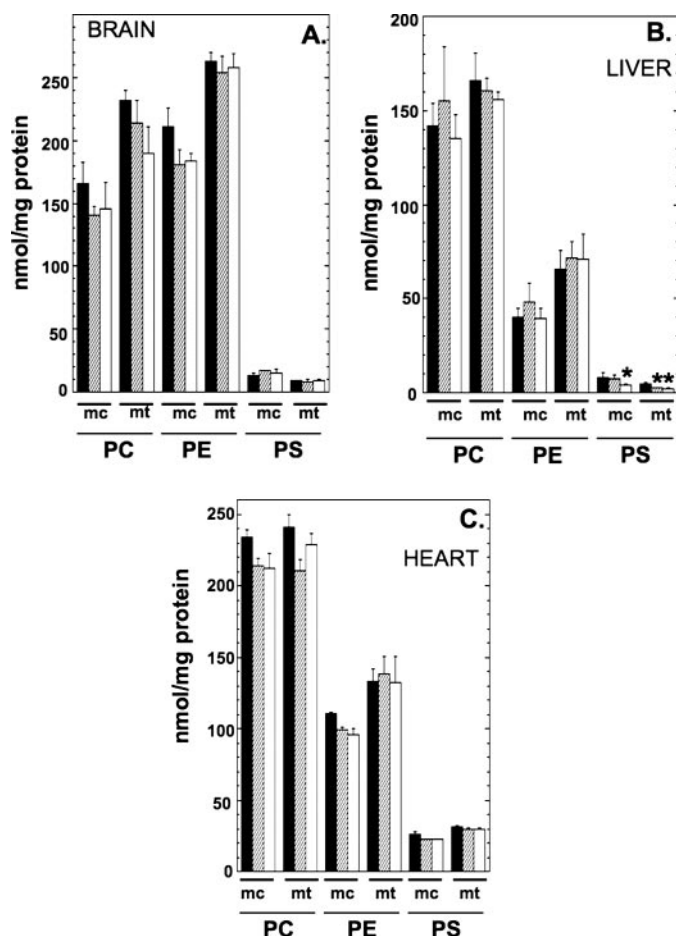 BRAIN
A.
nmol/mg protein
250
200
150
100
50
0
mc mt mc mt mc mt
PC PE PS
B.
LIVER
nmol/mg protein
200
150
100
50
0
* **
mc mt mc mt mc mt
PC PE PS
C.
HEART
nmol/mg protein
250
200
150
100
50
0
mc mt mc mt mc mt
PC PE PS